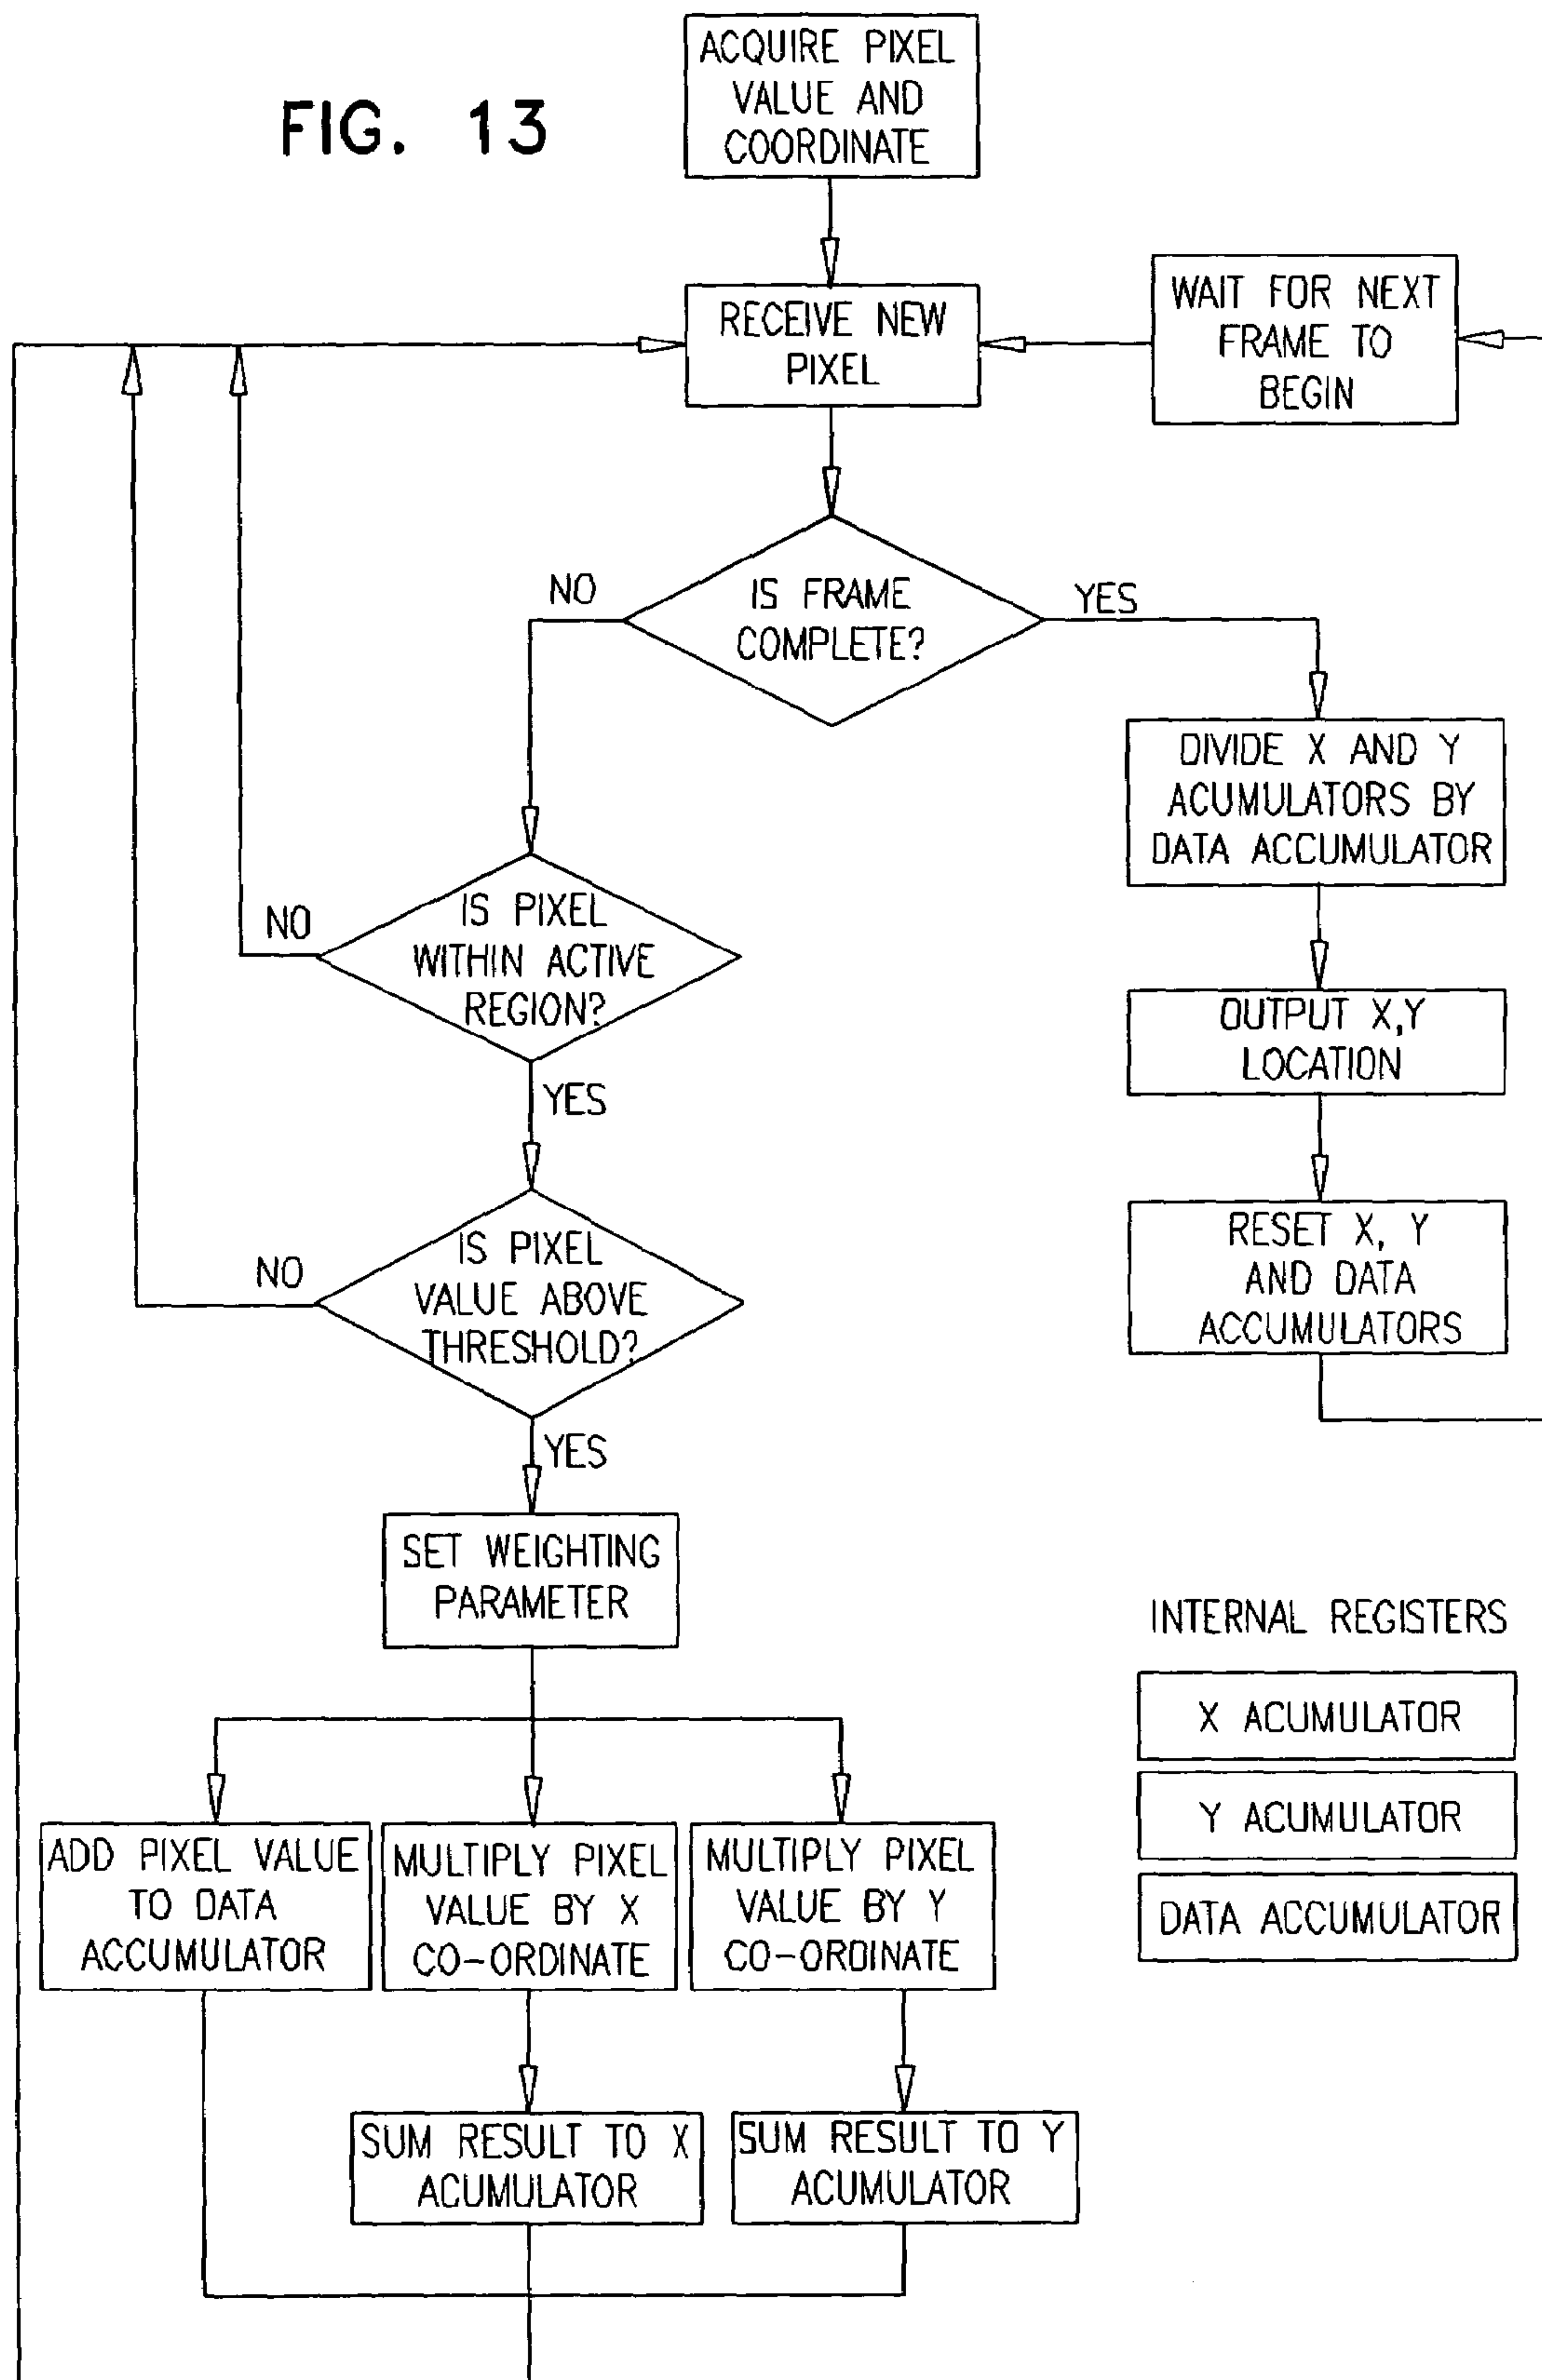 FIG. 13
ACQUIRE PIXEL
VALUE AND
COORDINATE
RECEIVE NEW
PIXEL
WAIT FOR NEXT
FRAME TO
BEGIN
IS FRAME
COMPLETE?
NO
YES
DIVIDE X AND Y
ACUMULATORS BY
DATA ACCUMULATOR
IS PIXEL
WITHIN ACTIVE
REGION?
NO
YES
OUTPUT X,Y
LOCATION
IS PIXEL
VALUE ABOVE
THRESHOLD?
NO
YES
RESET X, Y
AND DATA
ACCUMULATORS
SET WEIGHTING
PARAMETER
INTERNAL REGISTERS
X ACUMULATOR
Y ACUMULATOR
DATA ACCUMULATOR
ADD PIXEL VALUE
TO DATA
ACCUMULATOR
MULTIPLY PIXEL
VALUE BY X
CO-ORDINATE
MULTIPLY PIXEL
VALUE BY Y
CO-ORDINATE
SUM RESULT TO X
ACUMULATOR
SUM RESULT TO Y
ACUMULATOR